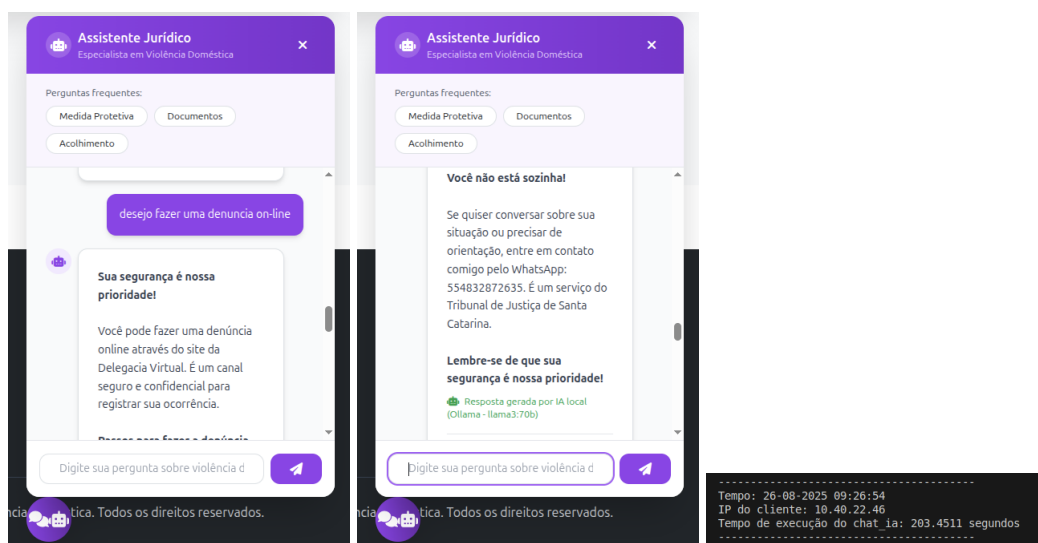 Assistente Jurídico
Especialista em Violência Doméstica
Perguntas frequentes:
Medida Protetiva
Documentos
Acolhimento
desejo fazer uma denuncia on-line
Sua segurança é nossa
prioridade!
Você pode fazer uma denúncia
online através do site da
Delegacia Virtual. É um canal
seguro e confidencial para
registrar sua ocorrência.
Passos para fazer a denúncia
Digite sua pergunta sobre violência d
tica. Todos os direitos reservados.
Assistente Jurídico
Especialista em Violência Doméstica
Perguntas frequentes:
Medida Protetiva
Documentos
Acolhimento
Você não está sozinha!
Se quiser conversar sobre sua
situação ou precisar de
orientação, entre em contato
comigo pelo WhatsApp:
554832872635. É um serviço do
Tribunal de Justiça de Santa
Catarina.
Lembre-se de que sua
segurança é nossa prioridade!
Resposta gerada por IA local
(Ollama - llama3:70b)
Digite sua pergunta sobre violência d
tica. Todos os direitos reservados.
----------------------------------------
Tempo: 26-08-2025 09:26:54
IP do cliente: 10.40.22.46
Tempo de execução do chat_ia: 203.4511 segundos
----------------------------------------